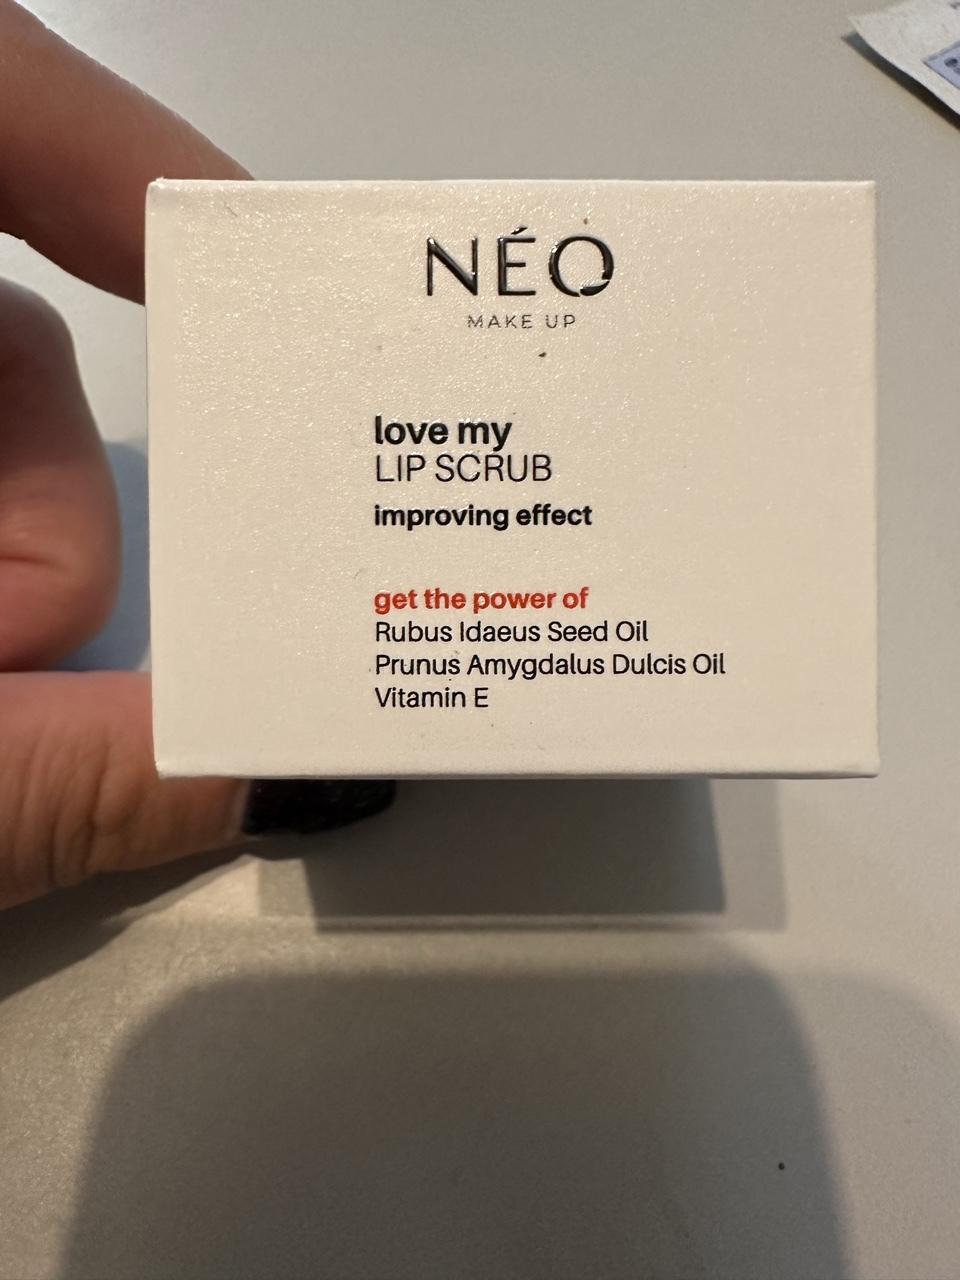 NÉO
MAKE UP
love my
LIP SCRUB
improving effect
get the power of
Rubus Idaeus Seed Oil
Prunus Amygdalus Dulcis Oil
Vitamin E